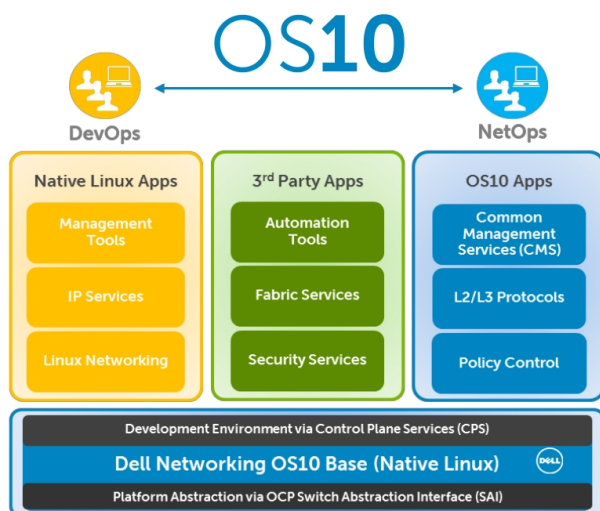 OS10
DevOps
NetOps
Native Linux Apps
Management
Tools
IP Services
Linux Networking
3rd Party Apps
Automation
Tools
Fabric Services
Security Services
OS10 Apps
Common
Management
Services (CMS)
L2/L3 Protocols
Policy Control
Development Environment via Control Plane Services (CPS)
Dell Networking OS10 Base (Native Linux)
DELL
Platform Abstraction via OCP Switch Abstraction Interface (SAI)